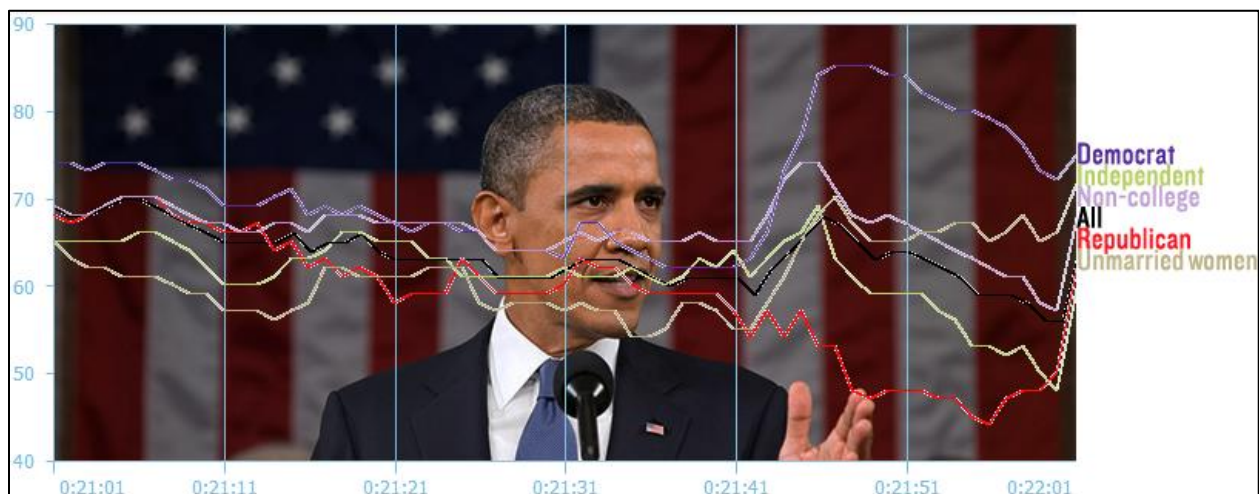 90
80
70
60
50
40
Democrat
Independent
Non-college
All
Republican
Unmarried women
0:21:01 0:21:11 0:21:21 0:21:31 0:21:41 0:21:51 0:22:01